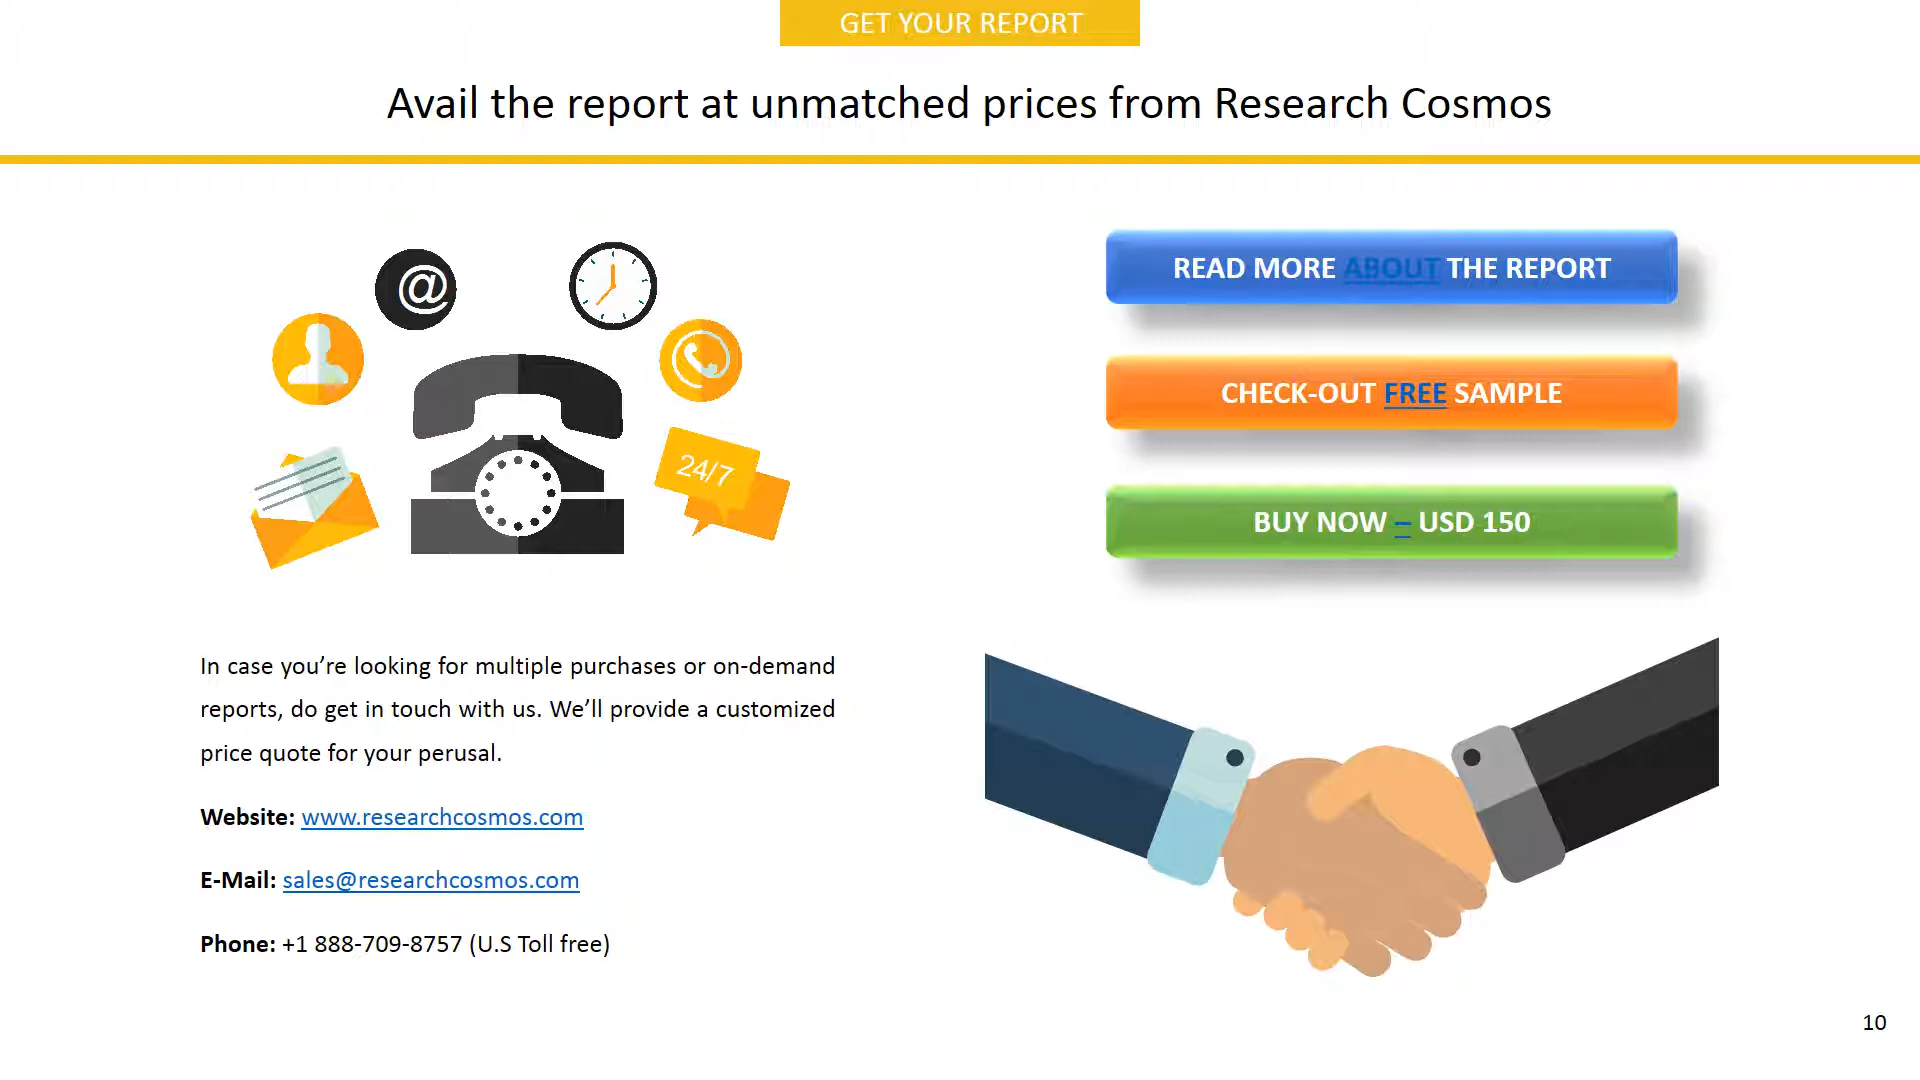 GET YOUR REPORT
Avail the report at unmatched prices from Research Cosmos
@
24/7
READ MORE ABOUT THE REPORT
CHECK-OUT FREE SAMPLE
BUY NOW – USD 150
In case you’re looking for multiple purchases or on-demand
reports, do get in touch with us. We’ll provide a customized
price quote for your perusal.
Website: www.researchcosmos.com
E-Mail: sales@researchcosmos.com
Phone: +1 888-709-8757 (U.S Toll free)
10